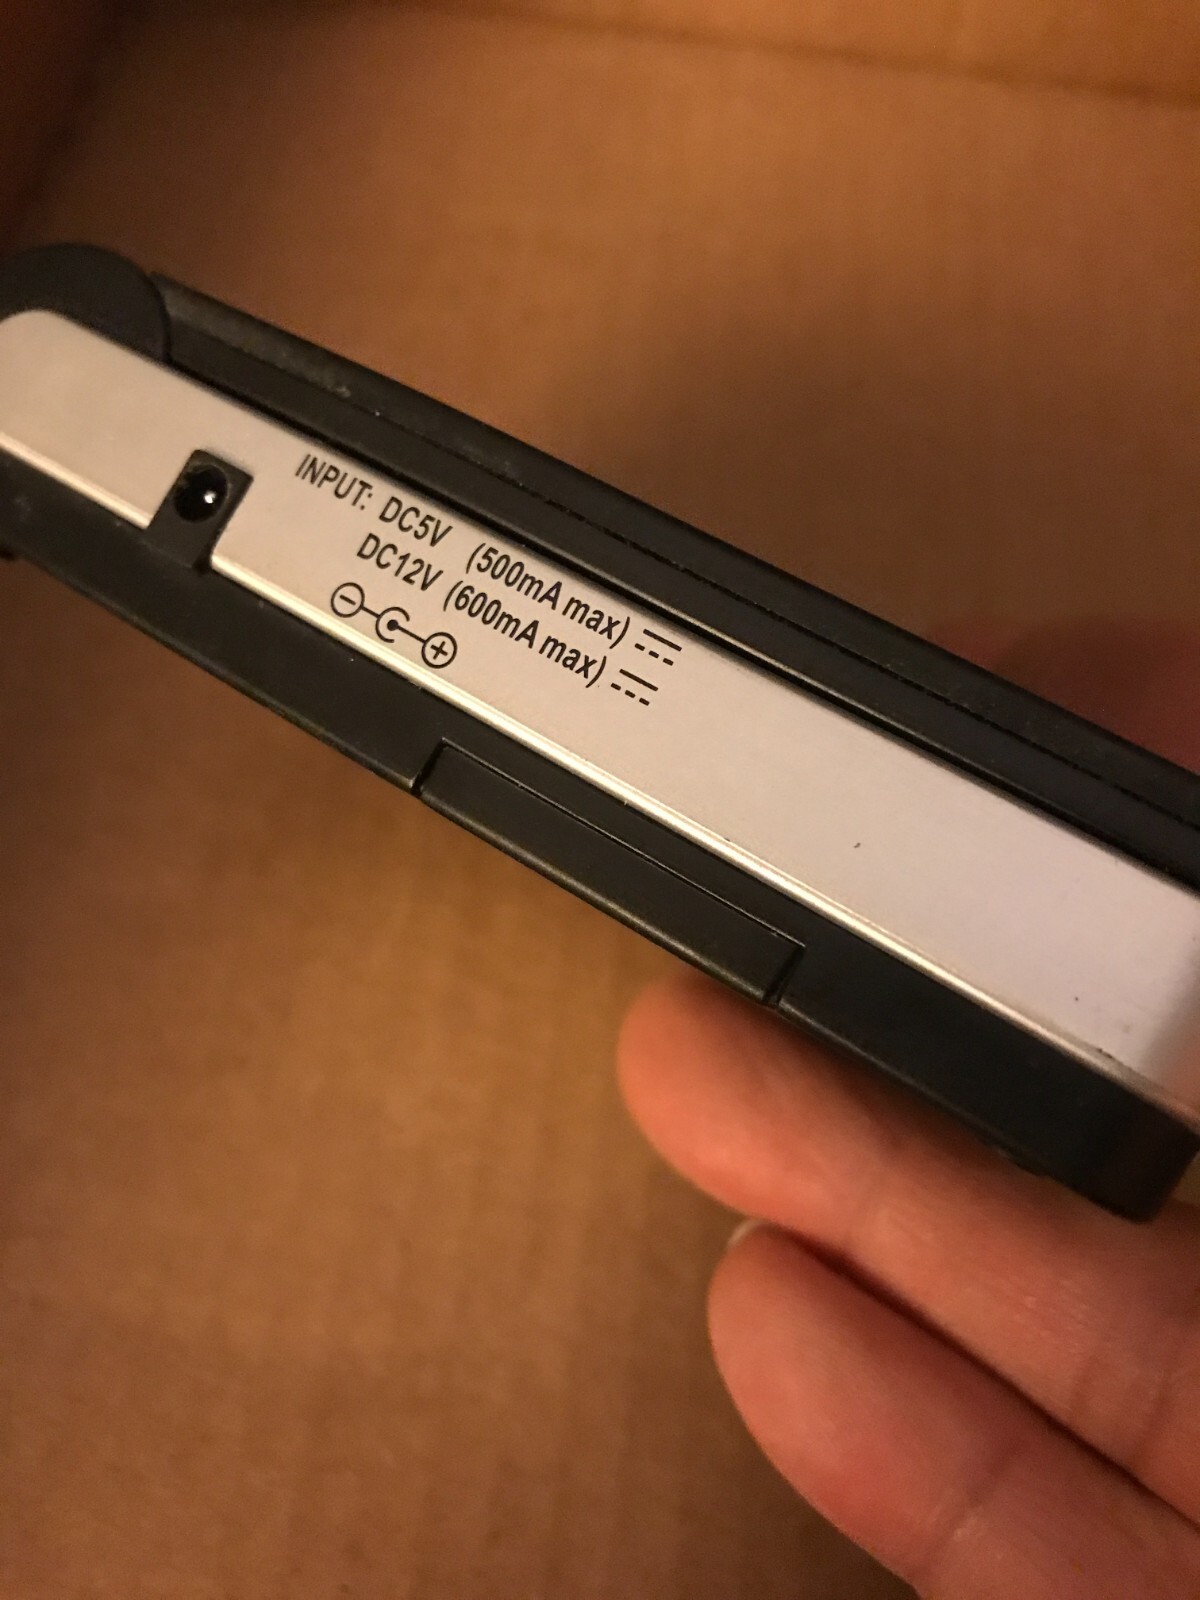 INPUT: DC5V (500mA max)
DC12V (600mA max)